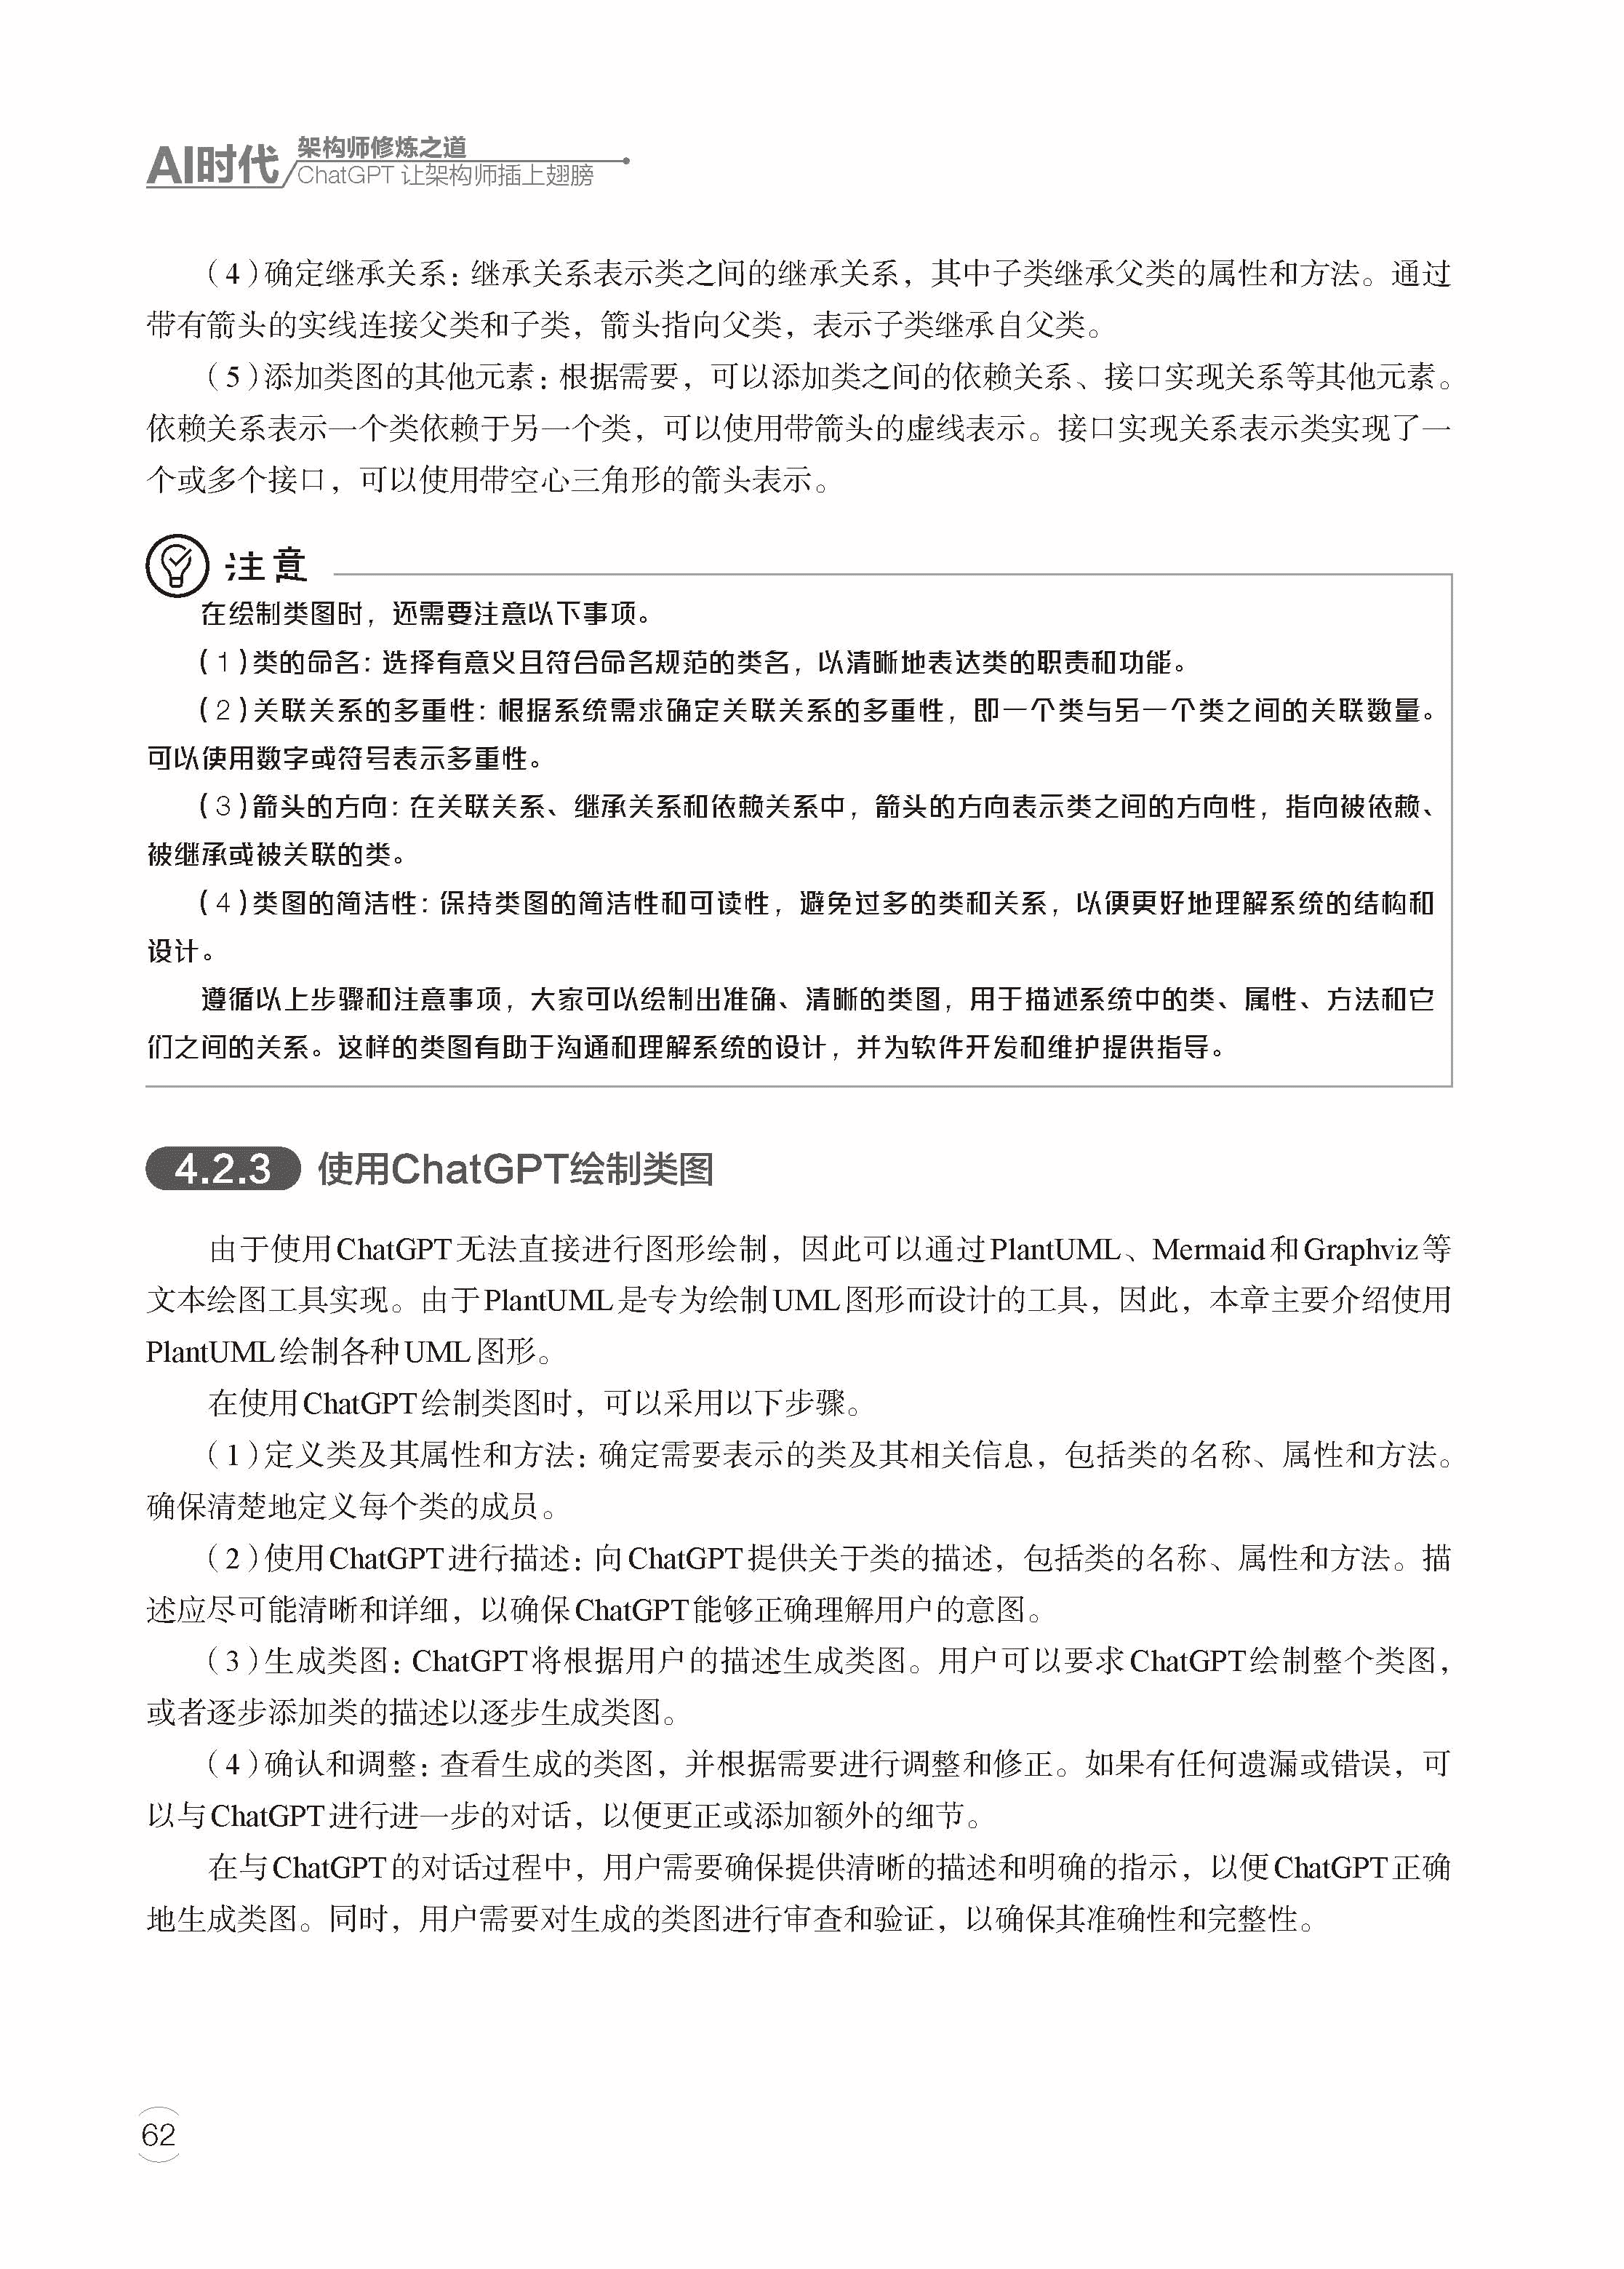 AI时代
架构师修炼之道
ChatGPT 让架构师插上翅膀
（4）确定继承关系：继承关系表示类之间的继承关系，其中子类继承父类的属性和方法。通过
带有箭头的实线连接父类和子类，箭头指向父类，表示子类继承自父类。
（5）添加类图的其他元素：根据需要，可以添加类之间的依赖关系、接口实现关系等其他元素。
依赖关系表示一个类依赖于另一个类，可以使用带箭头的虚线表示。接口实现关系表示类实现了一
个或多个接口，可以使用带空心三角形的箭头表示。
注意
在绘制类图时，还需要注意以下事项。
（1）类的命名：选择有意义且符合命名规范的类名，以清晰地表达类的职责和功能。
（2）关联关系的多重性：根据系统需求确定关联关系的多重性，即一个类与另一个类之间的关联数量。
可以使用数字或符号表示多重性。
（3）箭头的方向：在关联关系、继承关系和依赖关系中，箭头的方向表示类之间的方向性，指向被依赖、
被继承或被关联的类。
（4）类图的简洁性：保持类图的简洁性和可读性，避免过多的类和关系，以便更好地理解系统的结构和
设计。
遵循以上步骤和注意事项，大家可以绘制出准确、清晰的类图，用于描述系统中的类、属性、方法和它
们之间的关系。这样的类图有助于沟通和理解系统的设计，并为软件开发和维护提供指导。
4.2.3 使用ChatGPT绘制类图
由于使用ChatGPT无法直接进行图形绘制，因此可以通过PlantUML、Mermaid和Graphviz等
文本绘图工具实现。由于PlantUML是专为绘制UML图形而设计的工具，因此，本章主要介绍使用
PlantUML绘制各种UML图形。
在使用ChatGPT绘制类图时，可以采用以下步骤。
（1）定义类及其属性和方法：确定需要表示的类及其相关信息，包括类的名称、属性和方法。
确保清楚地定义每个类的成员。
（2）使用ChatGPT进行描述：向ChatGPT提供关于类的描述，包括类的名称、属性和方法。描
述应尽可能清晰和详细，以确保ChatGPT能够正确理解用户的意图。
（3）生成类图：ChatGPT将根据用户的描述生成类图。用户可以要求ChatGPT绘制整个类图，
或者逐步添加类的描述以逐步生成类图。
（4）确认和调整：查看生成的类图，并根据需要进行调整和修正。如果有任何遗漏或错误，可
以与ChatGPT进行进一步的对话，以便更正或添加额外的细节。
在与ChatGPT的对话过程中，用户需要确保提供清晰的描述和明确的指示，以便ChatGPT正确
地生成类图。同时，用户需要对生成的类图进行审查和验证，以确保其准确性和完整性。
62